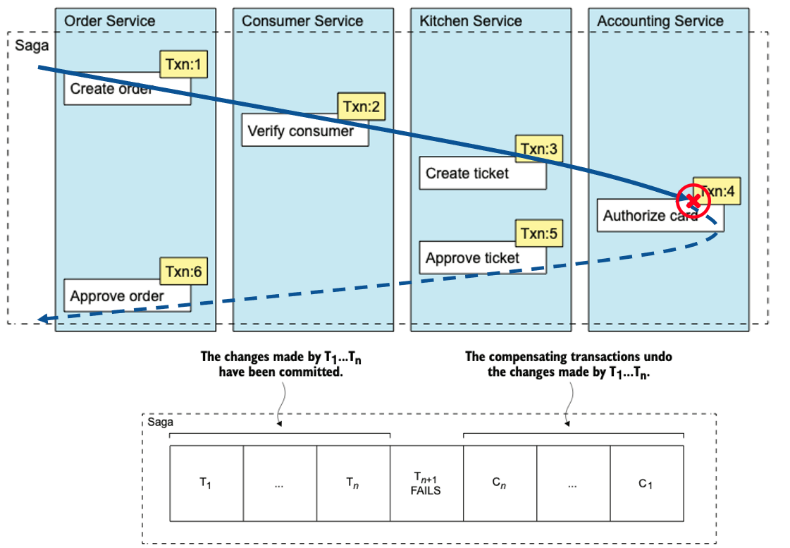 Order Service
Consumer Service
Kitchen Service
Accounting Service
Saga
Txn:1
Create order
Txn:2
Verify consumer
Txn:3
Create ticket
Txn:4
Authorize card
Txn:5
Approve ticket
Txn:6
Approve order
The changes made by T1...Tn
have been committed.
The compensating transactions undo
the changes made by T1...Tn.
Saga
T1
...
Tn
Tn+1
FAILS
Cn
...
C1